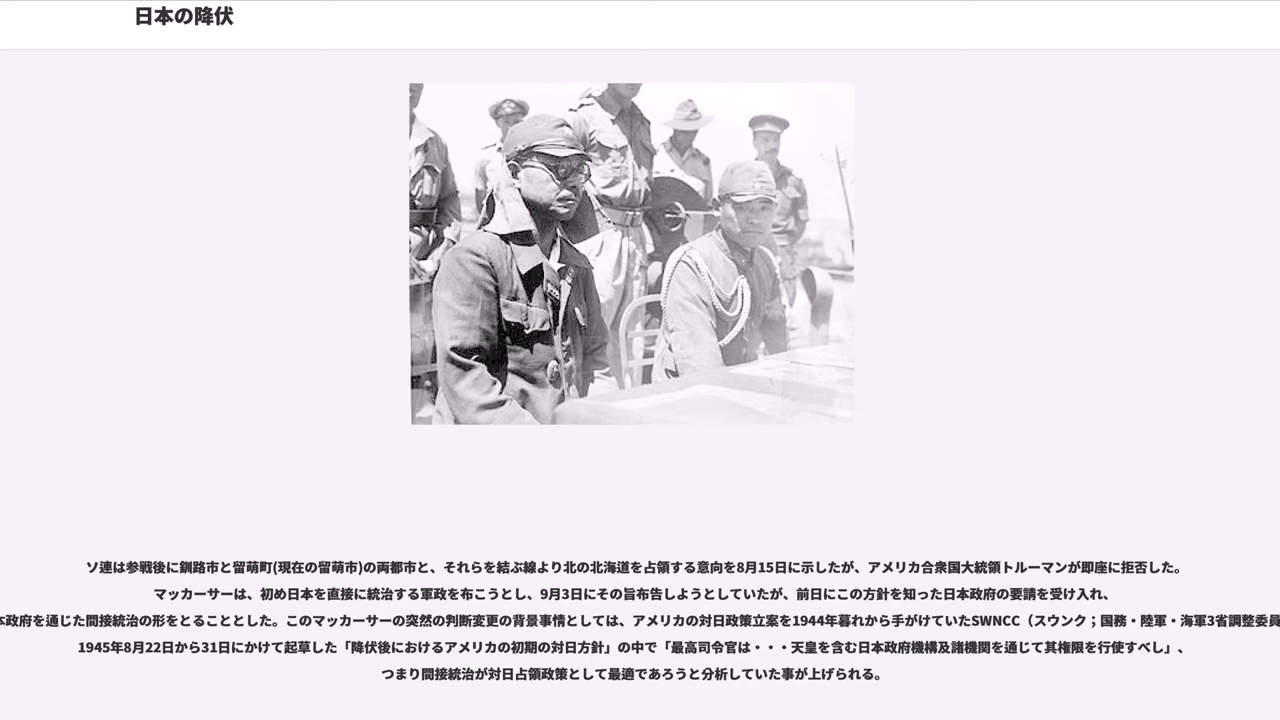 日本の降伏
ソ連は参戦後に釧路市と留萌町(現在の留萌市)の両都市と、それらを結ぶ線より北の北海道を占領する意向を8月15日に示したが、アメリカ合衆国大統領トルーマンが即座に拒否した。
マッカーサーは、初め日本を直接に統治する軍政を布こうとし、9月3日にその旨布告しようとしていたが、前日にこの方針を知った日本政府の要請を受け入れ、
本政府を通じた間接統治の形をとることとした。このマッカーサーの突然の判断変更の背景事情としては、アメリカの対日政策立案を1944年暮れから手がけていたSWNCC（スウンク；国務・陸軍・海軍3省調整委員
1945年8月22日から31日にかけて起草した「降伏後におけるアメリカの初期の対日方針」の中で「最高司令官は・・・天皇を含む日本政府機構及諸機関を通じて其権限を行使すべし」、
つまり間接統治が対日占領政策として最適であろうと分析していた事が上げられる。